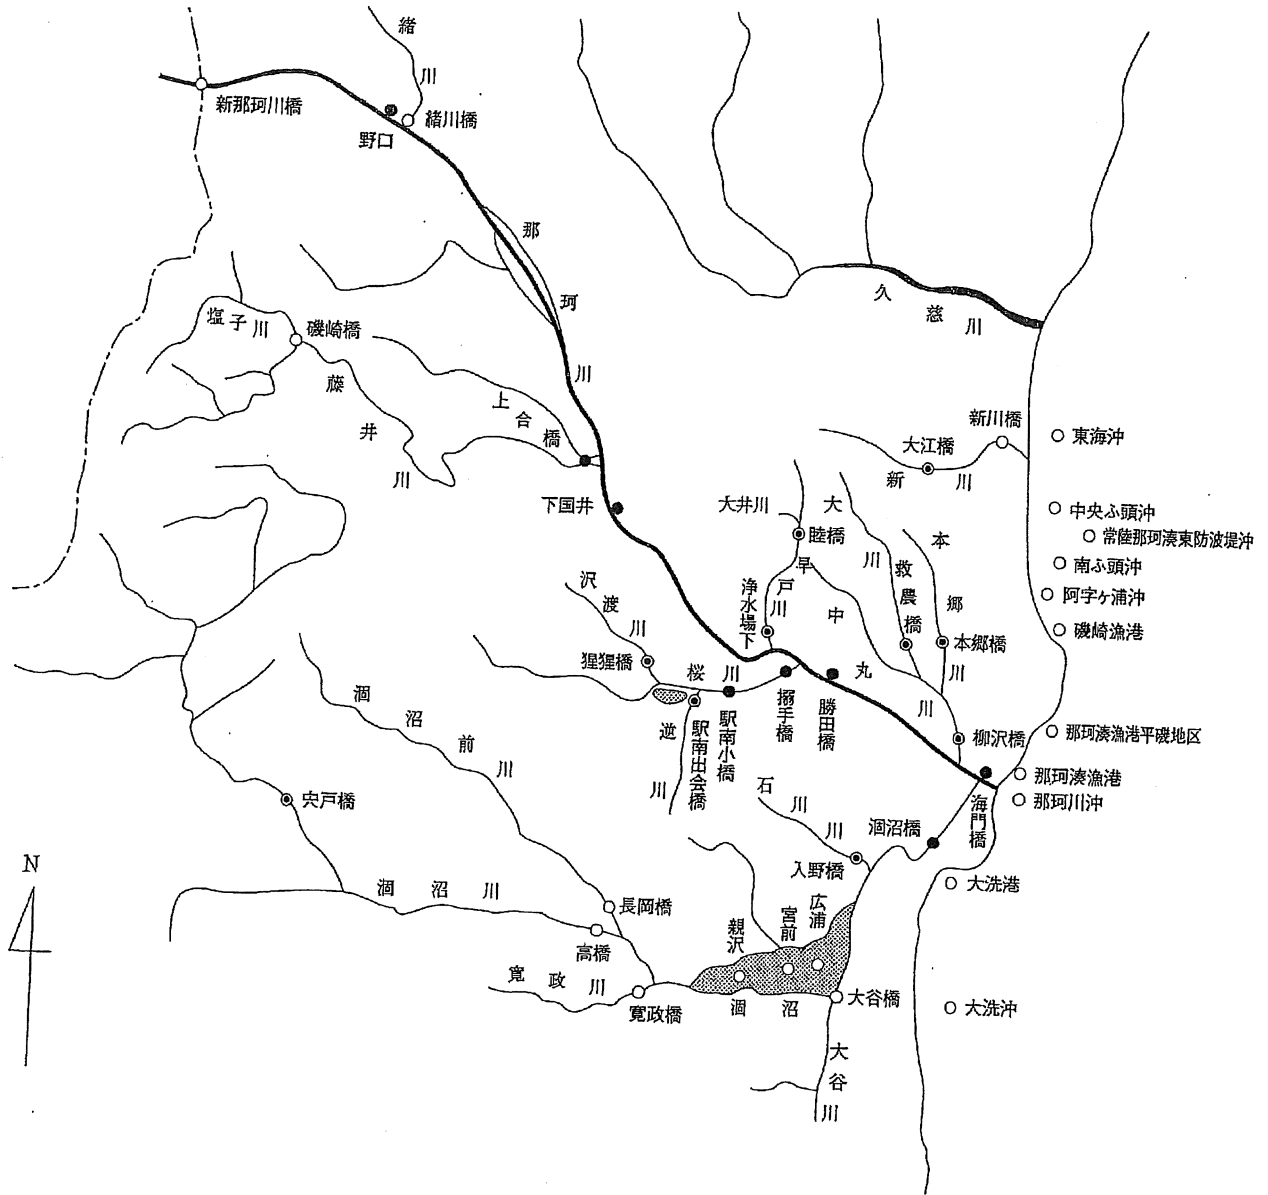 緒川
新那珂川橋
緒川橋
野口
那珂川
久慈川
塩子川
磯崎橋
藤井川
上合橋
新川橋
東海沖
大江橋
新川
下国井
大井川
大川
中央ふ頭沖
睦橋
本郷川
常陸那珂湊東防波堤沖
早戸川
救農橋
南ふ頭沖
沢渡川
浄水場下
中丸川
阿字ヶ浦沖
磯崎漁港
本郷橋
猩猩橋
桜川
搦手橋
勝田橋
逆川
駅南出会橋
駅南小橋
柳沢橋
那珂湊漁港平磯地区
涸沼前川
宍戸橋
那珂湊漁港
那珂川沖
海門橋
石川川
涸沼橋
入野橋
大洗港
涸沼川
長岡橋
高橋
親沢
宮前
広浦
寛政川
寛政橋
涸沼
大谷橋
大洗沖
大谷川
N